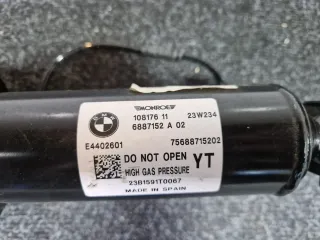 MONROE
108176 11 23W234
6887152 A 02
E4402601 75688715202
DO NOT OPEN YT
HIGH GAS PRESSURE
23B1591T0067
MADE IN SPAIN